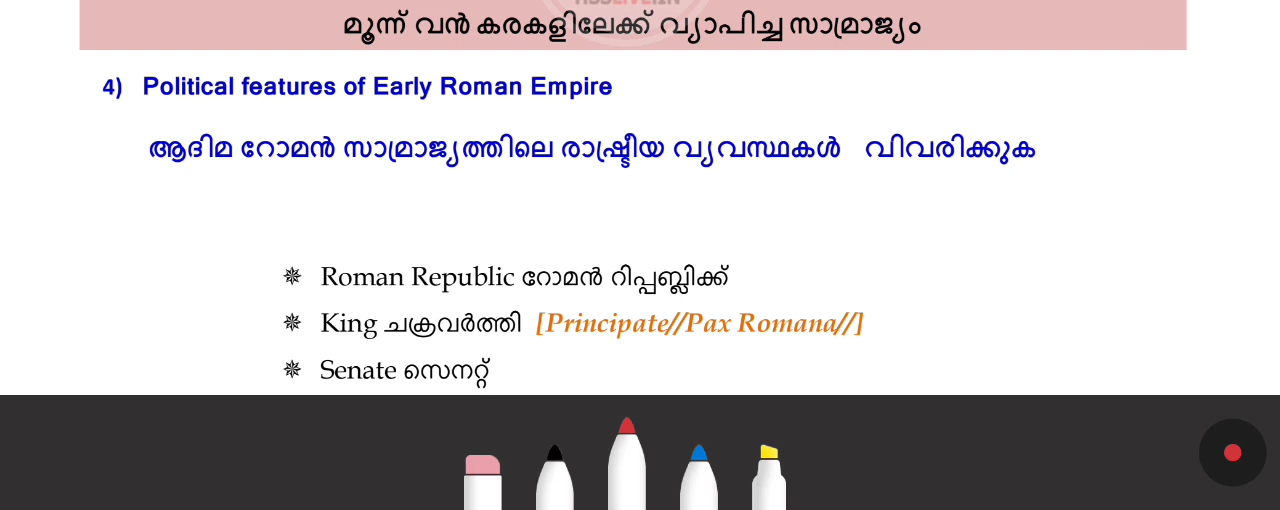 മൂന്ന് വൻ കരകളിലേക്ക് വ്യാപിച്ച സാമ്രാജ്യം
4) Political features of Early Roman Empire
ആദിമ റോമൻ സാമ്രാജ്യത്തിലെ രാഷ്ട്രീയ വ്യവസ്ഥകൾ വിവരിക്കുക
✵ Roman Republic റോമൻ റിപ്പബ്ലിക്ക്
✵ King ചക്രവർത്തി [Principate//Pax Romana//]
✵ Senate സെനറ്റ്